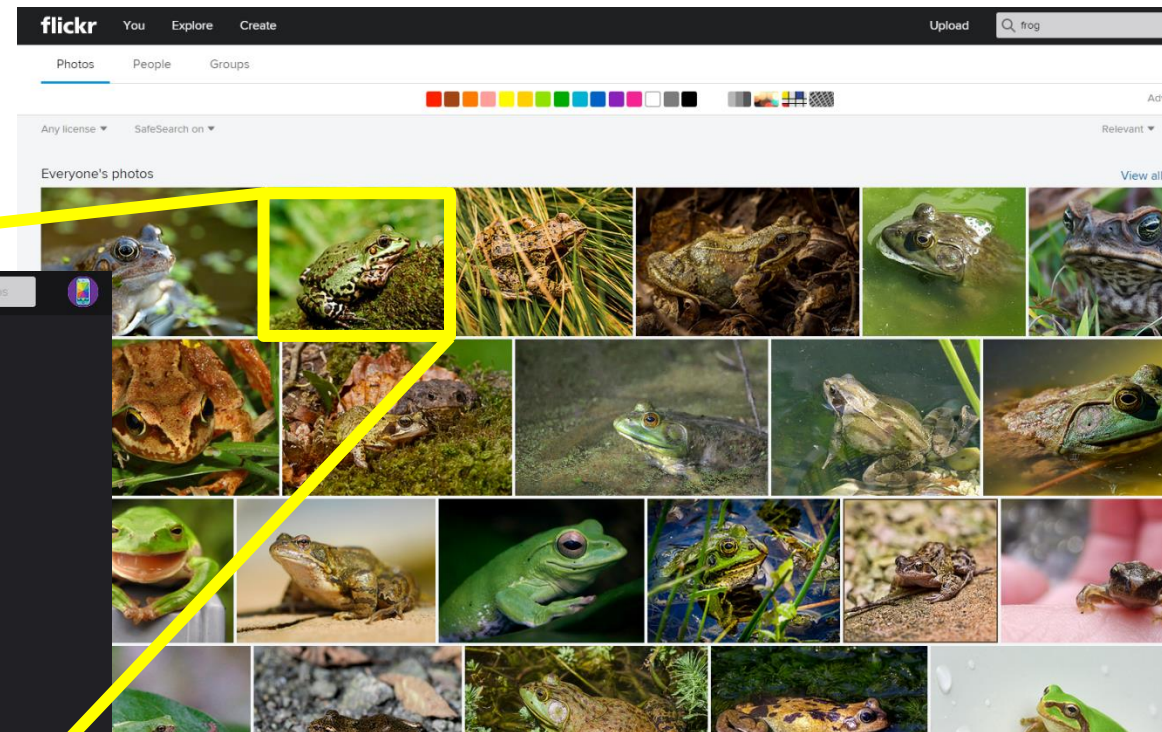 flickr You Explore Create Upload frog
Photos People Groups
Any license SafeSearch on Relevant
Everyone's photos View all